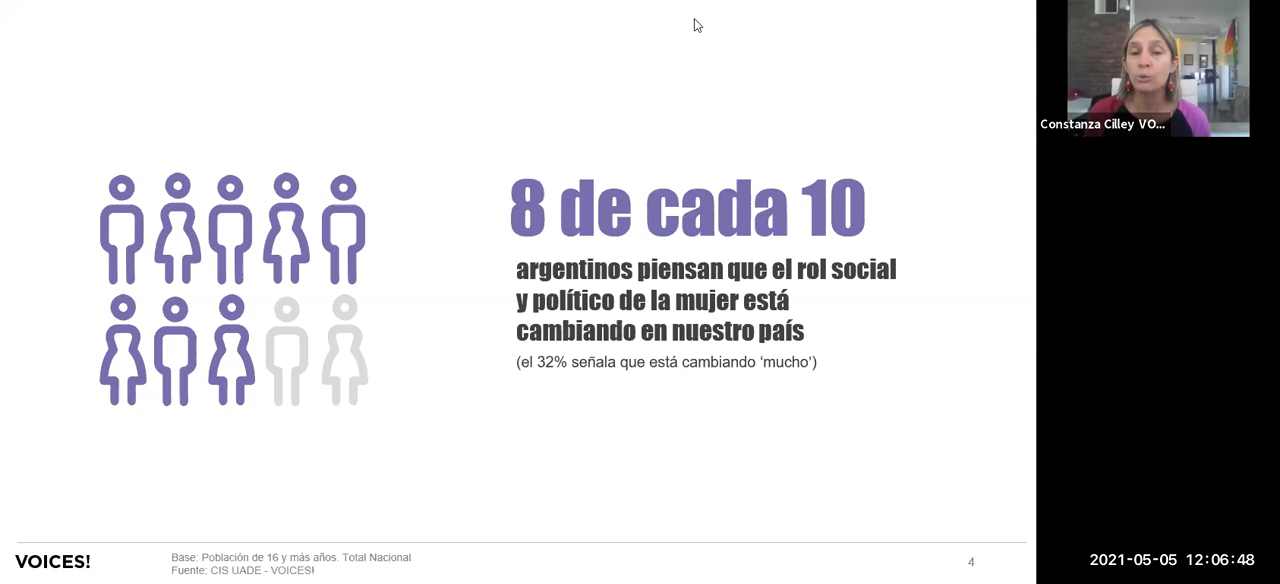 8 de cada 10
argentinos piensan que el rol social
y político de la mujer está
cambiando en nuestro país
(el 32% señala que está cambiando ‘mucho’)
VOICES!
Base: Población de 16 y más años. Total Nacional
Fuente: CIS UADE - VOICES!
4
Constanza Cilley VO...
2021-05-05 12:06:48